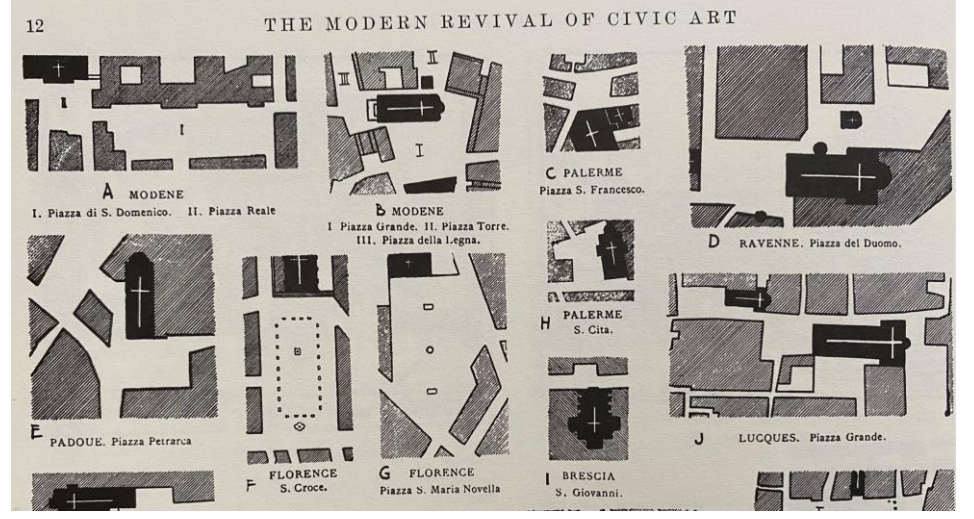 12
THE MODERN REVIVAL OF CIVIC ART
II
III
I
I
I
A MODENE
I. Piazza di S. Domenico. II. Piazza Reale
B MODENE
I Piazza Grande. II. Piazza Torre.
III. Piazza della Legna.
C PALERME
Piazza S. Francesco.
D RAVENNE. Piazza del Duomo.
E PADOUE. Piazza Petrarca
F FLORENCE
S. Croce.
G FLORENCE
Piazza S. Maria Novella
H PALERME
S. Cita.
I BRESCIA
S. Giovanni.
J LUCQUES. Piazza Grande.